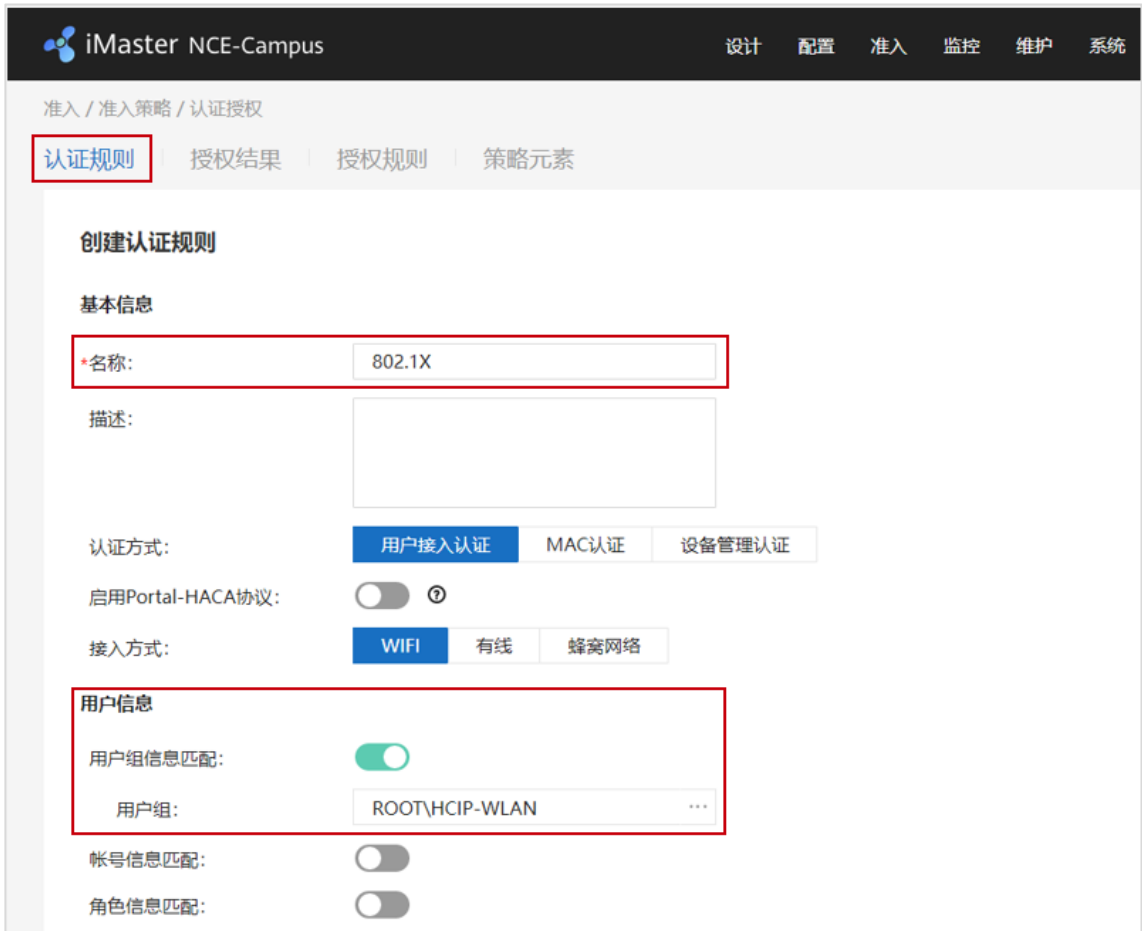 iMaster NCE-Campus 设计 配置 准入 监控 维护 系统
准入 / 准入策略 / 认证授权
认证规则 授权结果 授权规则 策略元素
创建认证规则
基本信息
*名称: 802.1X
描述:
认证方式: 用户接入认证 MAC认证 设备管理认证
启用Portal-HACA协议: ?
接入方式: WIFI 有线 蜂窝网络
用户信息
用户组信息匹配:
用户组: ROOT\HCIP-WLAN ...
帐号信息匹配:
角色信息匹配: